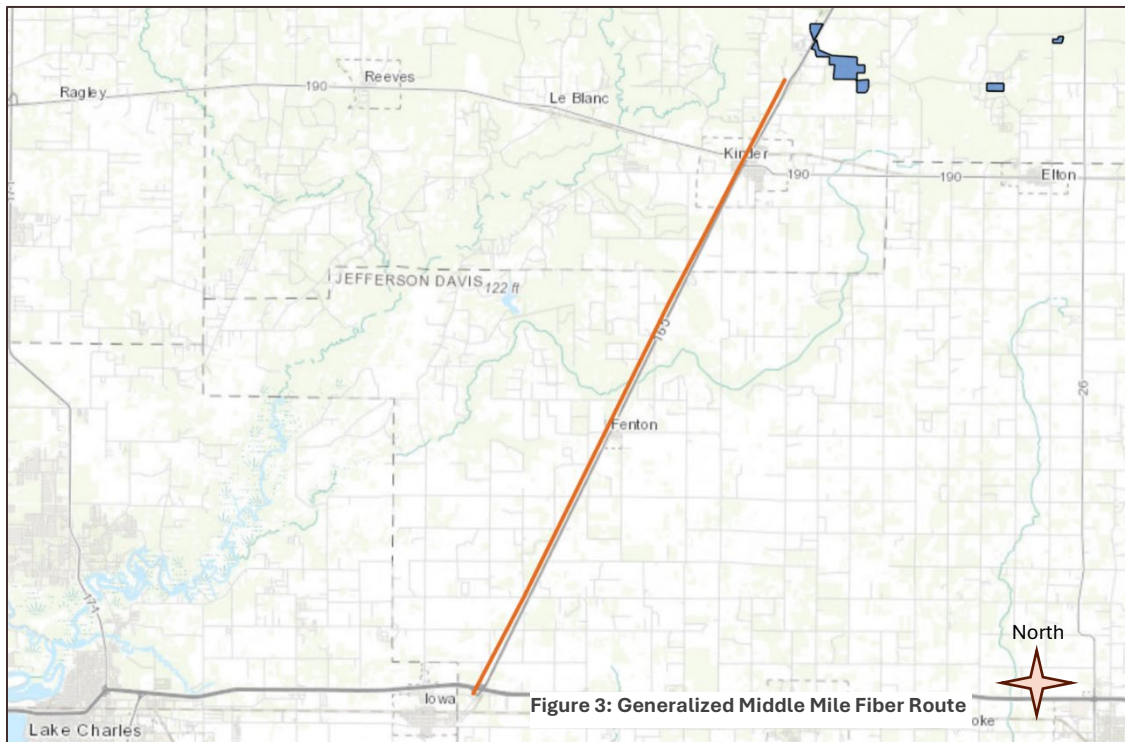 Ragley
190
Reeves
Le Blanc
Kinder
190
190
Elton
JEFFERSON DAVIS
122 ft
165
26
Fenton
171
North
Iowa
Figure 3: Generalized Middle Mile Fiber Route
oke
Lake Charles